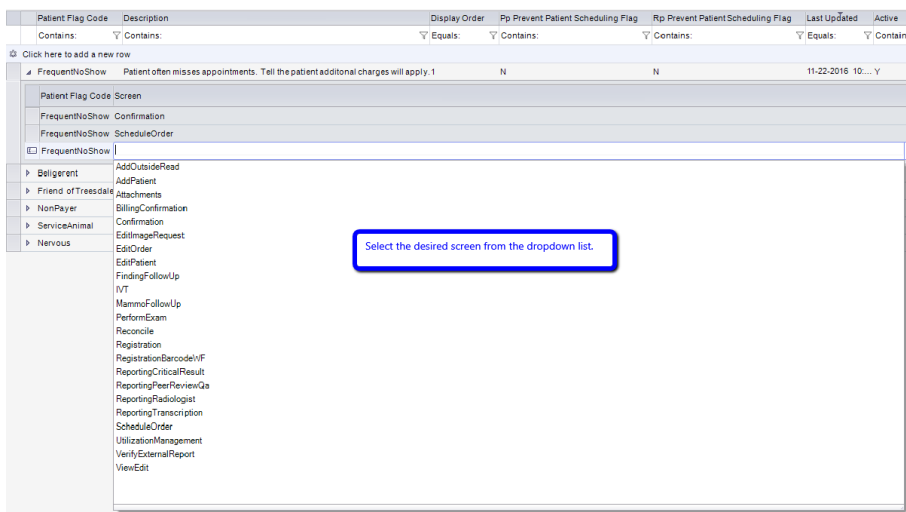 Patient Flag Code Description Display Order Pp Prevent Patient Scheduling Flag Rp Prevent Patient Scheduling Flag Last Updated Active
Contains: Contains: Equals: Contains: Contains: Equals: Contain
Click here to add a new row
FrequentNoShow Patient often misses appointments. Tell the patient additonal charges will apply. 1 N N 11-22-2016 10:... Y
Patient Flag Code Screen
FrequentNoShow Confirmation
FrequentNoShow ScheduleOrder
FrequentNoShow
Beligerent
Friend of Treesdale
NonPayer
ServiceAnimal
Nervous
AddOutsideRead
AddPatient
Attachments
BillingConfirmation
Confirmation
EditImageRequest
EditOrder
EditPatient
FindingFollowUp
IVT
MammoFollowUp
PerformExam
Reconcile
Registration
RegistrationBarcodeWF
ReportingCriticalResult
ReportingPeerReviewQa
ReportingRadiologist
ReportingTranscription
ScheduleOrder
UtilizationManagement
VerifyExternalReport
ViewEdit
Select the desired screen from the dropdown list.